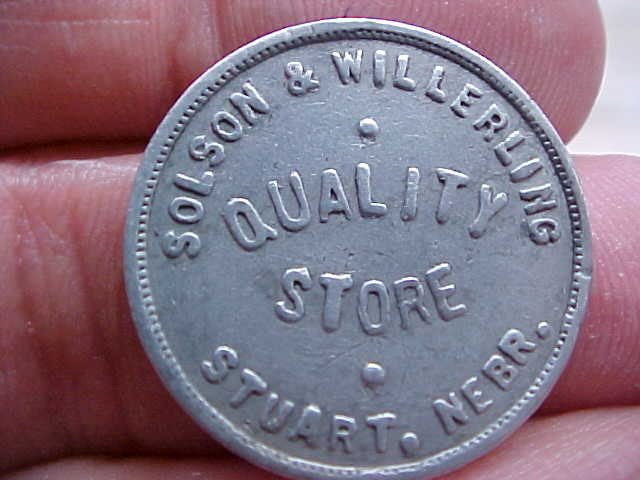 SOLSON & WILLERLING
QUALITY
STORE
STUART, NEBR.